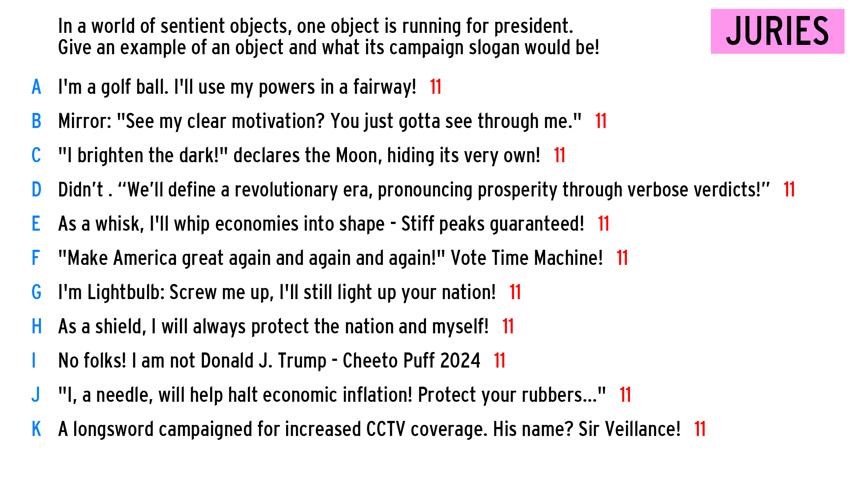 In a world of sentient objects, one object is running for president.
Give an example of an object and what its campaign slogan would be!
JURIES
A I'm a golf ball. I'll use my powers in a fairway! 11
B Mirror: "See my clear motivation? You just gotta see through me." 11
C "I brighten the dark!" declares the Moon, hiding its very own! 11
D Didn’t . “We’ll define a revolutionary era, pronouncing prosperity through verbose verdicts!” 11
E As a whisk, I'll whip economies into shape - Stiff peaks guaranteed! 11
F "Make America great again and again and again!" Vote Time Machine! 11
G I'm Lightbulb: Screw me up, I'll still light up your nation! 11
H As a shield, I will always protect the nation and myself! 11
I No folks! I am not Donald J. Trump - Cheeto Puff 2024 11
J "I, a needle, will help halt economic inflation! Protect your rubbers..." 11
K A longsword campaigned for increased CCTV coverage. His name? Sir Veillance! 11